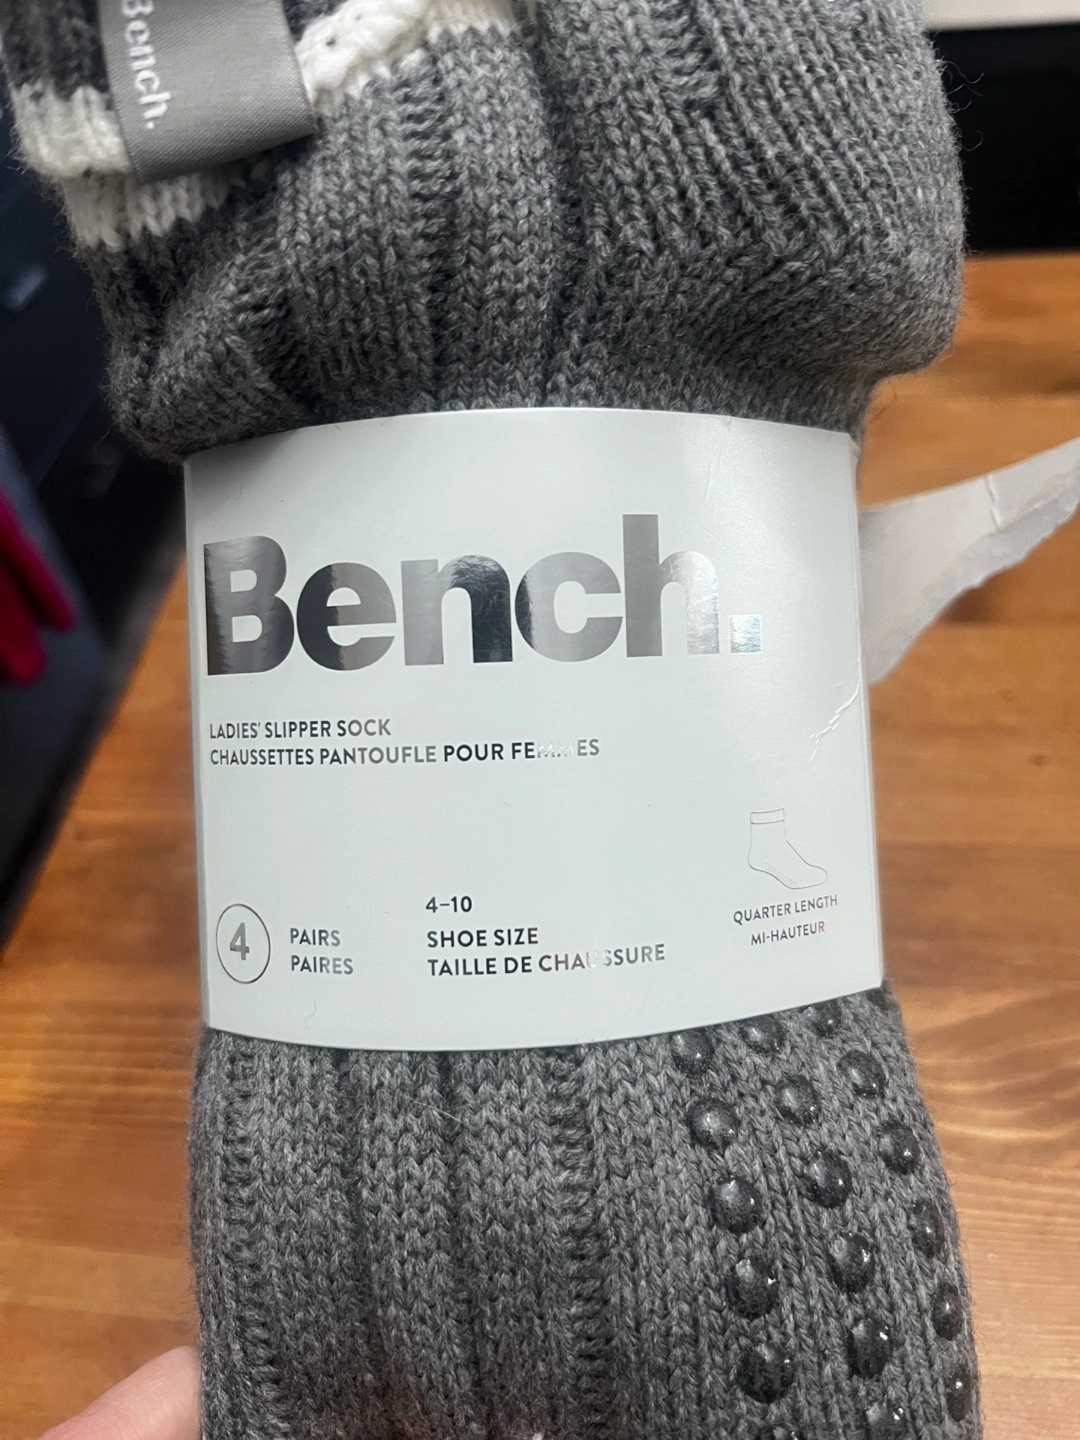 Bench.
Bench.
LADIES' SLIPPER SOCK
CHAUSSETTES PANTOUFLE POUR FEMMES
4
PAIRS
PAIRES
4–10
SHOE SIZE
TAILLE DE CHAUSSURE
QUARTER LENGTH
MI-HAUTEUR